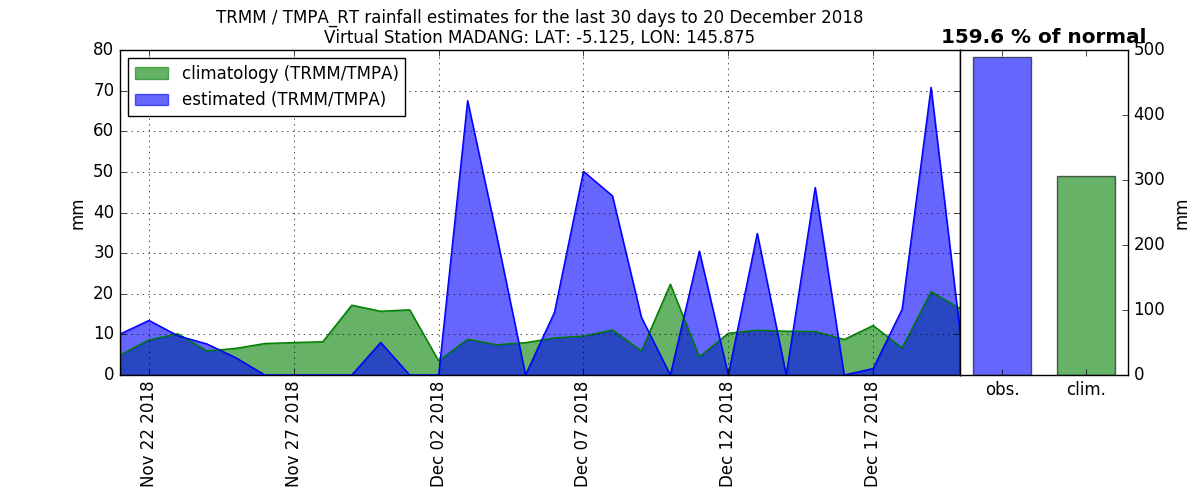 TRMM / TMPA_RT rainfall estimates for the last 30 days to 20 December 2018
Virtual Station MADANG: LAT: -5.125, LON: 145.875
159.6 % of normal
climatology (TRMM/TMPA)
estimated (TRMM/TMPA)
mm
80
70
60
50
40
30
20
10
0
Nov 22 2018
Nov 27 2018
Dec 02 2018
Dec 07 2018
Dec 12 2018
Dec 17 2018
obs.
clim.
500
400
300
200
100
0
mm